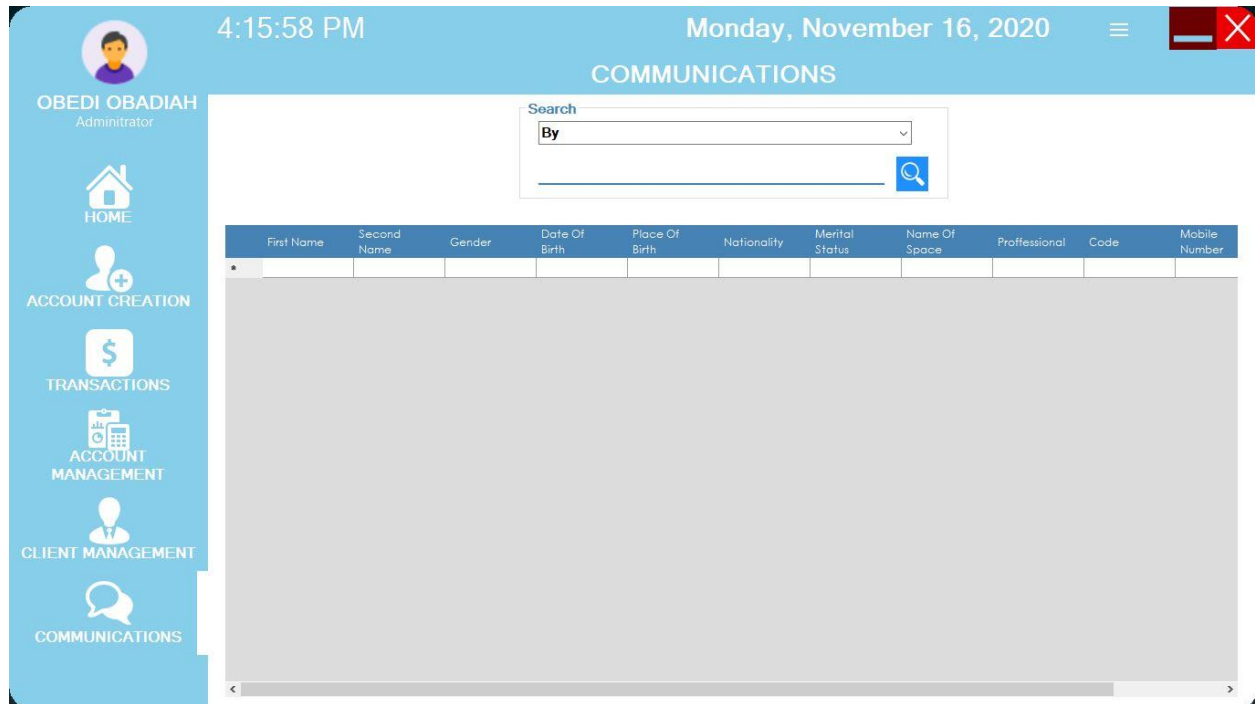 4:15:58 PM
Monday, November 16, 2020
COMMUNICATIONS
OBEDI OBADIAH
Adminitrator
HOME
ACCOUNT CREATION
TRANSACTIONS
ACCOUNT
MANAGEMENT
CLIENT MANAGEMENT
COMMUNICATIONS
Search
By
First Name
Second
Name
Gender
Date Of
Birth
Place Of
Birth
Nationality
Merital
Status
Name Of
Space
Proffessional
Code
Mobile
Number